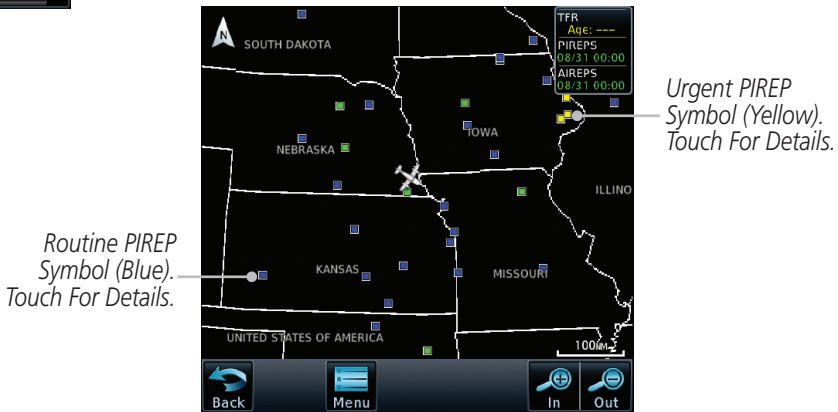 TFR
Age: ---
PIREPS
08/31 00:00
AIREPS
08/31 00:00
SOUTH DAKOTA
IOWA
NEBRASKA
ILLINO
KANSAS
MISSOURI
UNITED STATES OF AMERICA
100NM
Back
Menu
In
Out
Urgent PIREP
Symbol (Yellow).
Touch For Details.
Routine PIREP
Symbol (Blue).
Touch For Details.
N